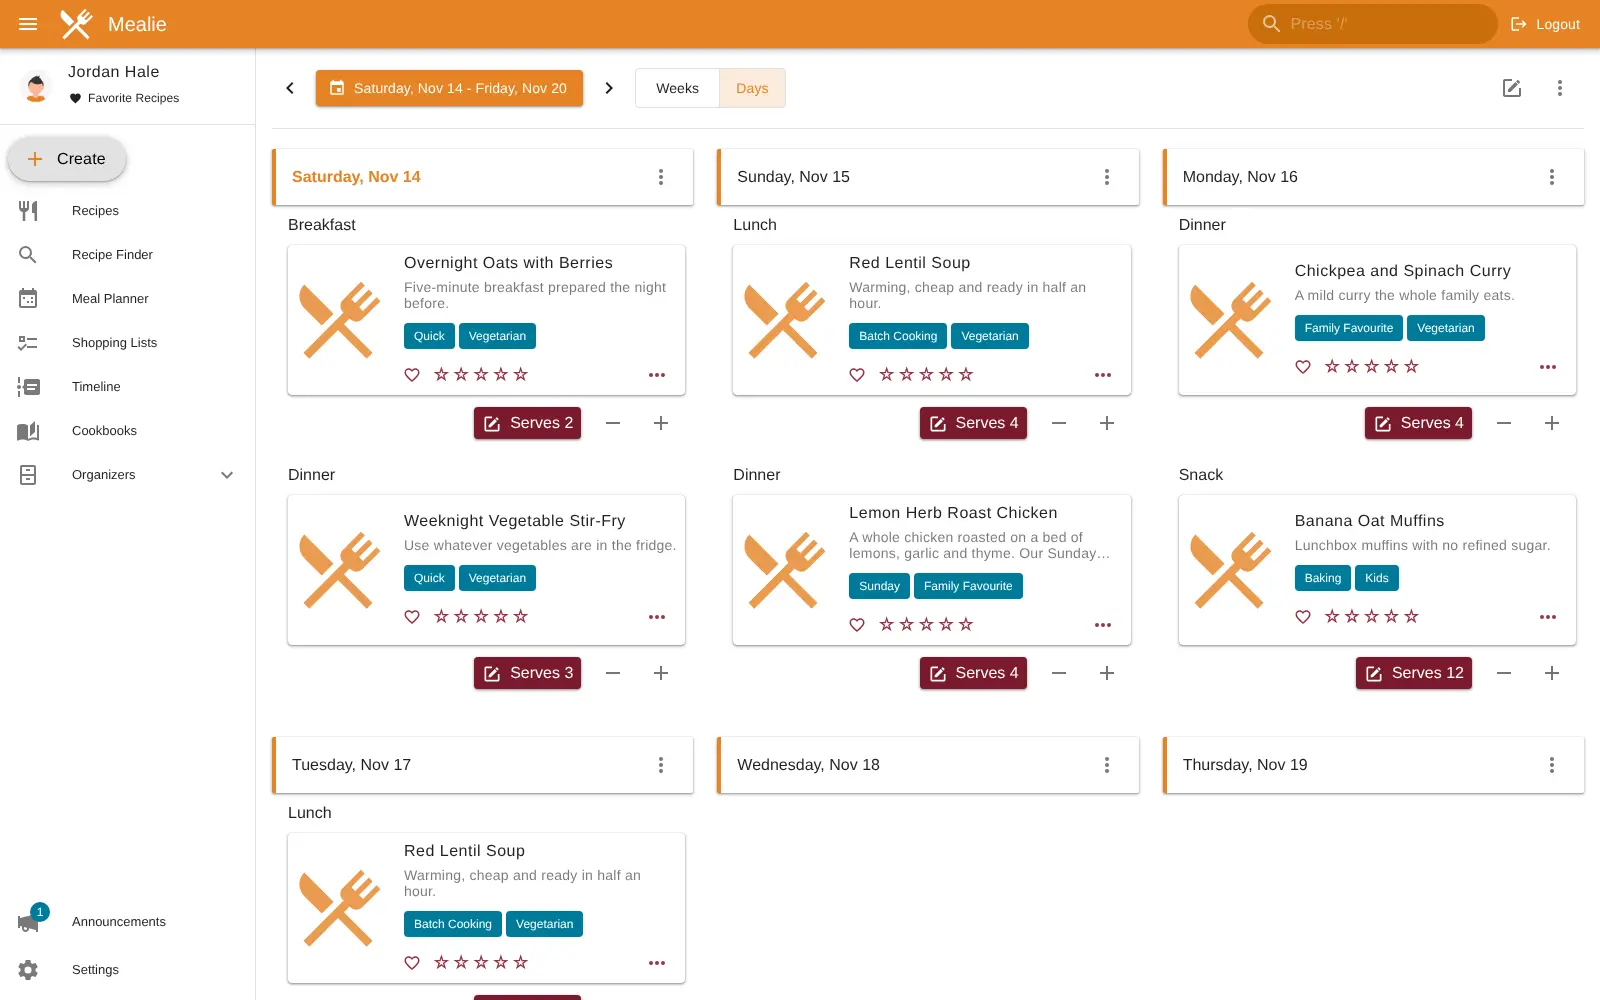 Mealie
Press '/'
Logout
Jordan Hale
Favorite Recipes
Create
Recipes
Recipe Finder
Meal Planner
Shopping Lists
Timeline
Cookbooks
Organizers
1
Announcements
Settings
Saturday, Nov 14 - Friday, Nov 20
Weeks
Days
Saturday, Nov 14
Breakfast
Overnight Oats with Berries
Five-minute breakfast prepared the night
before.
Quick
Vegetarian
Serves 2
Dinner
Weeknight Vegetable Stir-Fry
Use whatever vegetables are in the fridge.
Quick
Vegetarian
Serves 3
Sunday, Nov 15
Lunch
Red Lentil Soup
Warming, cheap and ready in half an
hour.
Batch Cooking
Vegetarian
Serves 4
Dinner
Lemon Herb Roast Chicken
A whole chicken roasted on a bed of
lemons, garlic and thyme. Our Sunday…
Sunday
Family Favourite
Serves 4
Monday, Nov 16
Dinner
Chickpea and Spinach Curry
A mild curry the whole family eats.
Family Favourite
Vegetarian
Serves 4
Snack
Banana Oat Muffins
Lunchbox muffins with no refined sugar.
Baking
Kids
Serves 12
Tuesday, Nov 17
Lunch
Red Lentil Soup
Warming, cheap and ready in half an
hour.
Batch Cooking
Vegetarian
Wednesday, Nov 18
Thursday, Nov 19